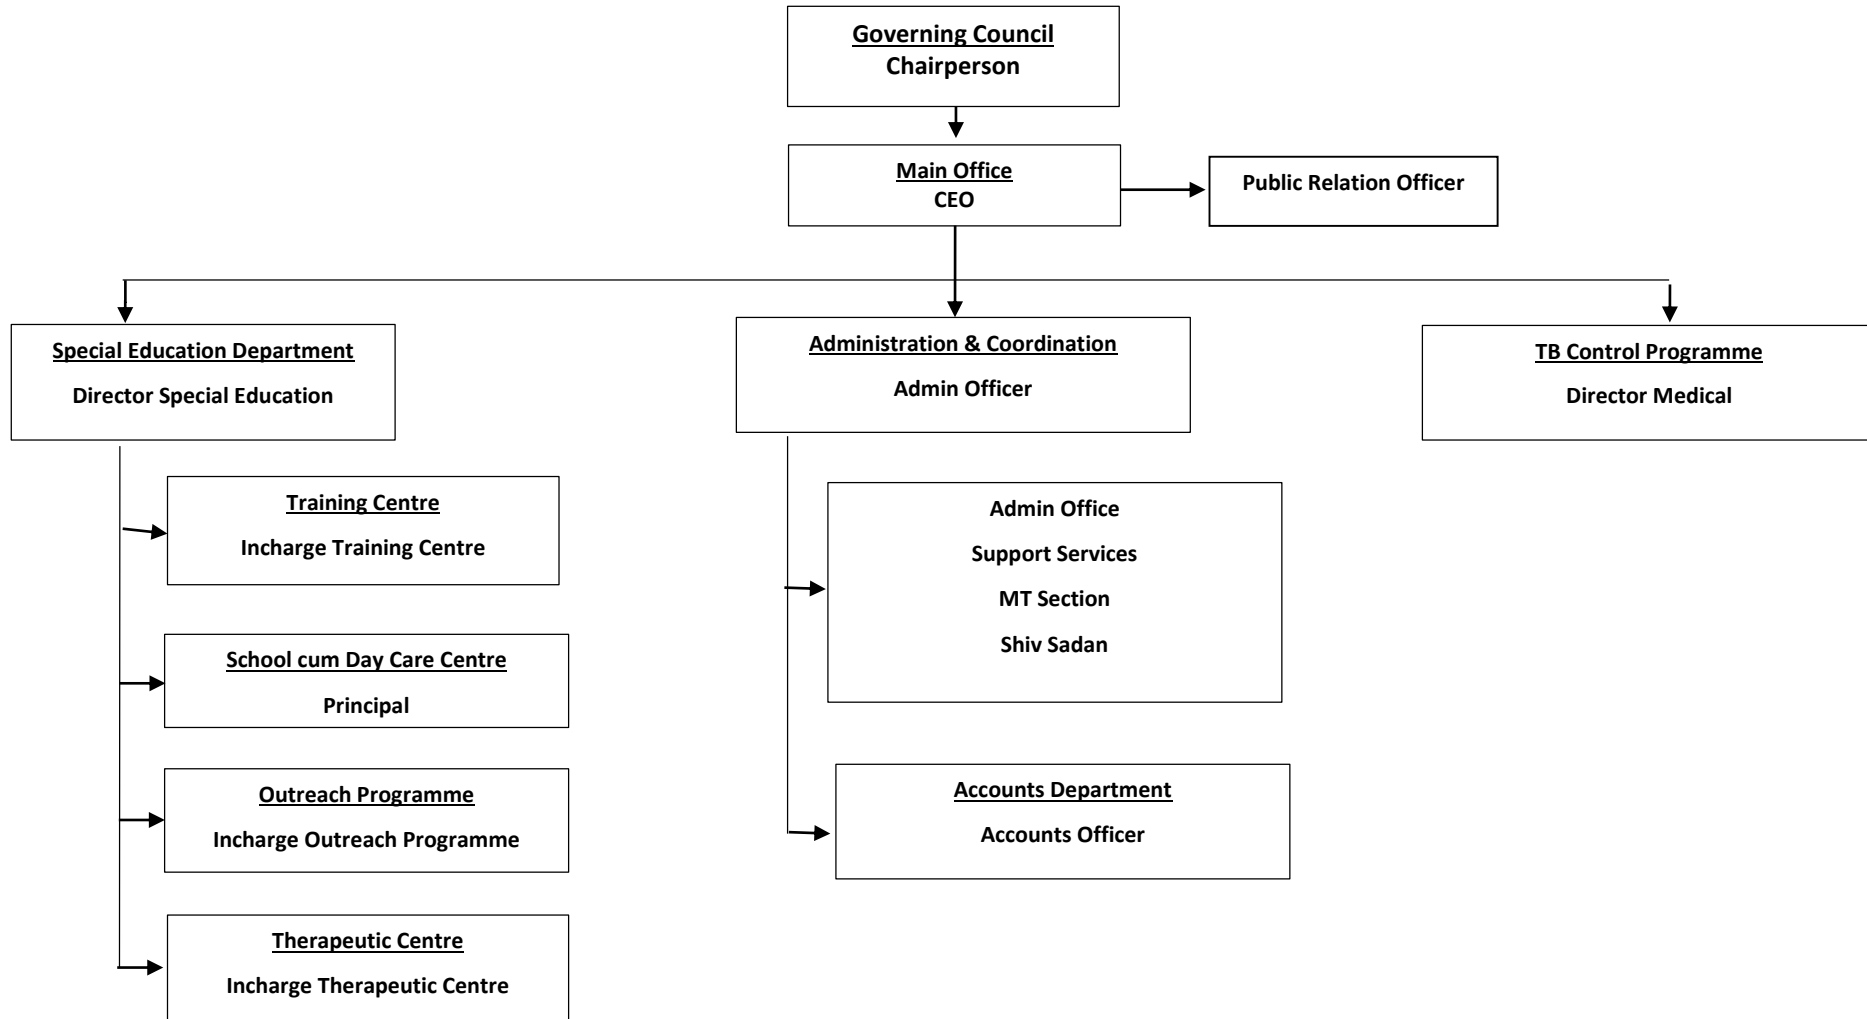 Governing Council
Chairperson
Main Office
CEO
Public Relation Officer
Special Education Department
Director Special Education
Administration & Coordination
Admin Officer
TB Control Programme
Director Medical
Training Centre
Incharge Training Centre
School cum Day Care Centre
Principal
Outreach Programme
Incharge Outreach Programme
Therapeutic Centre
Incharge Therapeutic Centre
Admin Office
Support Services
MT Section
Shiv Sadan
Accounts Department
Accounts Officer